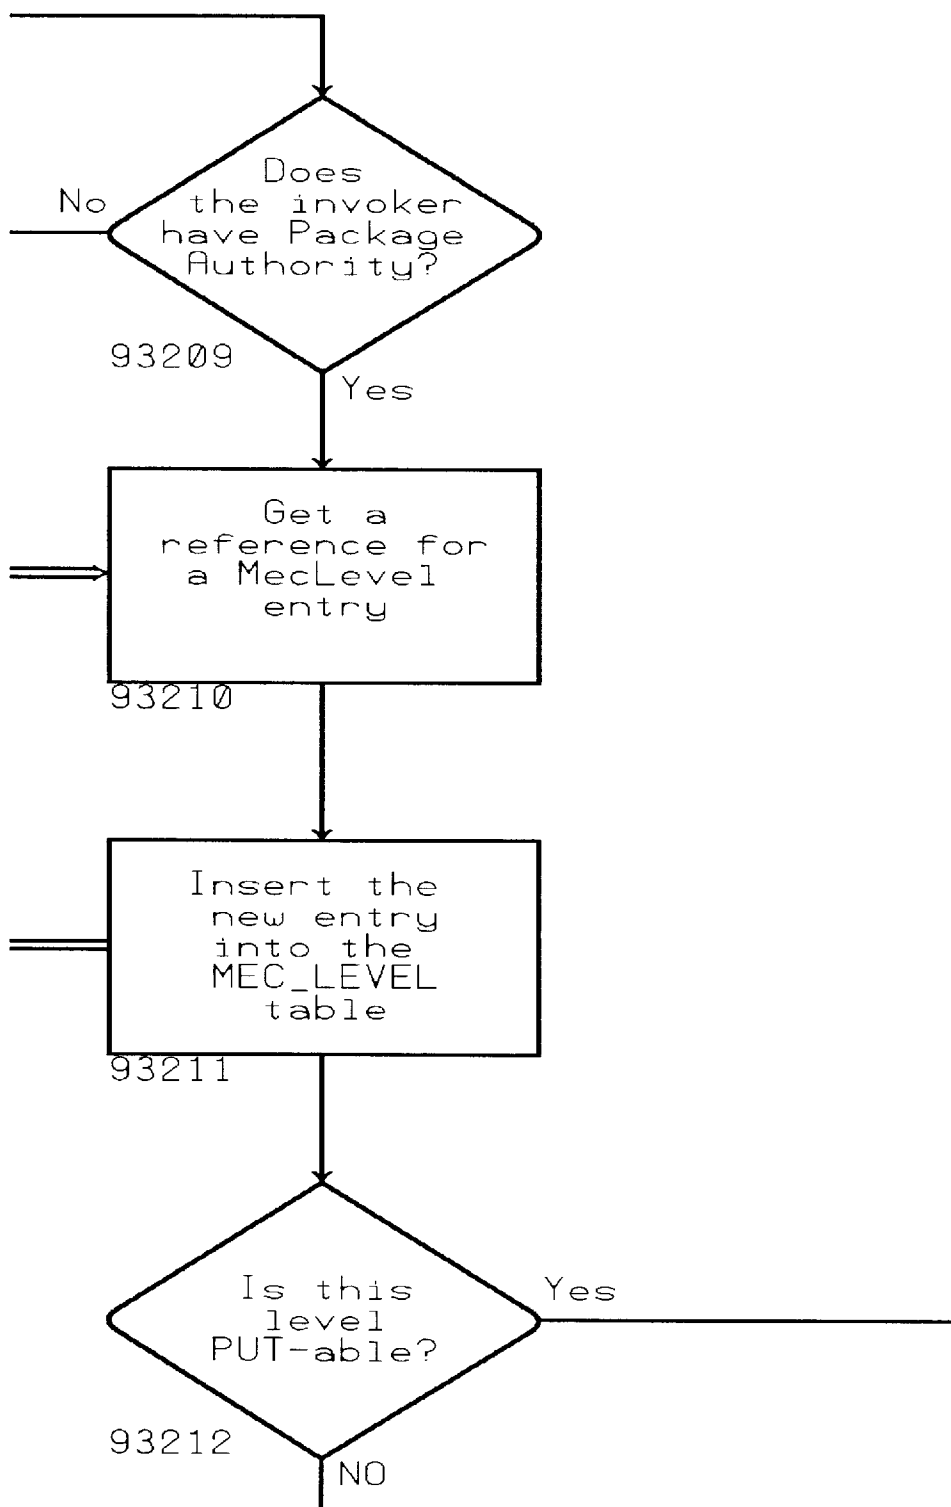 Does
No
the invoker
have Package
Authority?
93209
Yes
Get a
reference for
a MecLevel
entry
93210
Insert the
new entry
into the
MEC_LEVEL
table
93211
Is this
level
PUT-able?
Yes
93212
NO